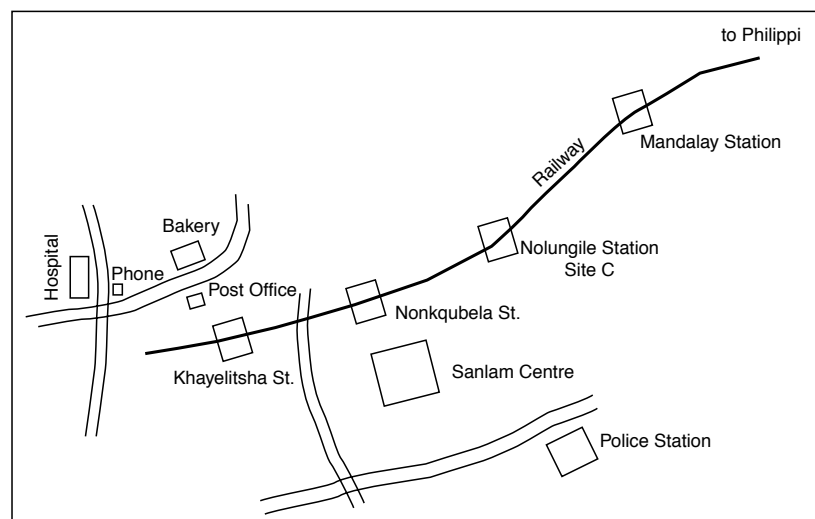 to Philippi
Mandalay Station
Railway
Nolungile Station
Site C
Bakery
Hospital
Phone
Post Office
Nonkqubela St.
Khayelitsha St.
Sanlam Centre
Police Station